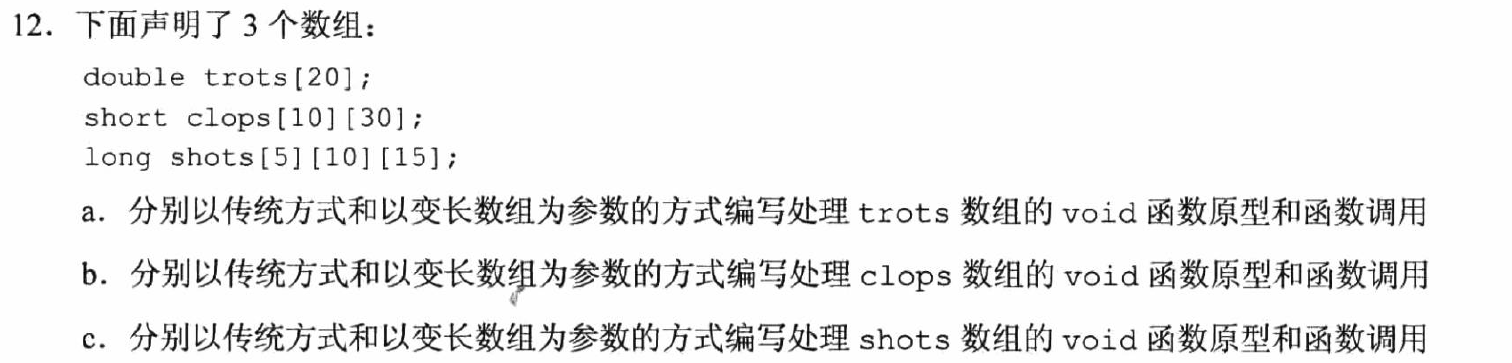 12. 下面声明了 3 个数组：
double trots[20];
short clops[10][30];
long shots[5][10][15];
a. 分别以传统方式和以变长数组为参数的方式编写处理 trots 数组的 void 函数原型和函数调用
b. 分别以传统方式和以变长数组为参数的方式编写处理 clops 数组的 void 函数原型和函数调用
c. 分别以传统方式和以变长数组为参数的方式编写处理 shots 数组的 void 函数原型和函数调用